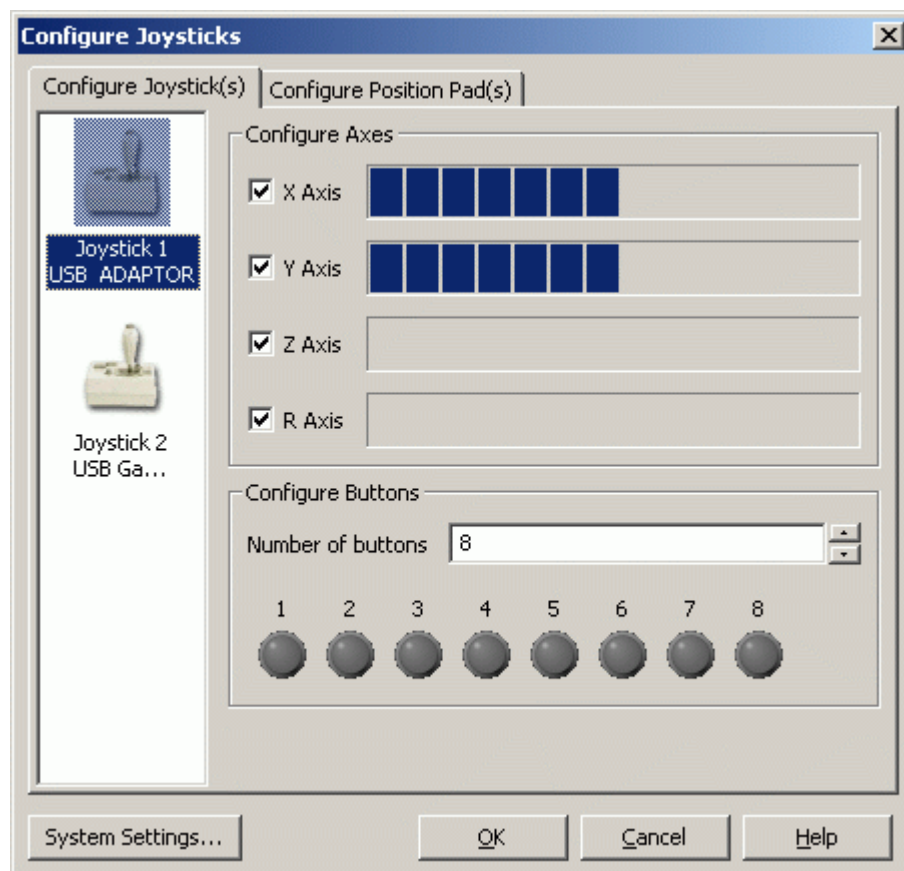 Configure Joysticks
Configure Joystick(s)
Configure Position Pad(s)
Joystick 1
USB ADAPTOR
Joystick 2
USB Ga...
Configure Axes
X Axis
Y Axis
Z Axis
R Axis
Configure Buttons
Number of buttons 8
1 2 3 4 5 6 7 8
System Settings...
OK
Cancel
Help